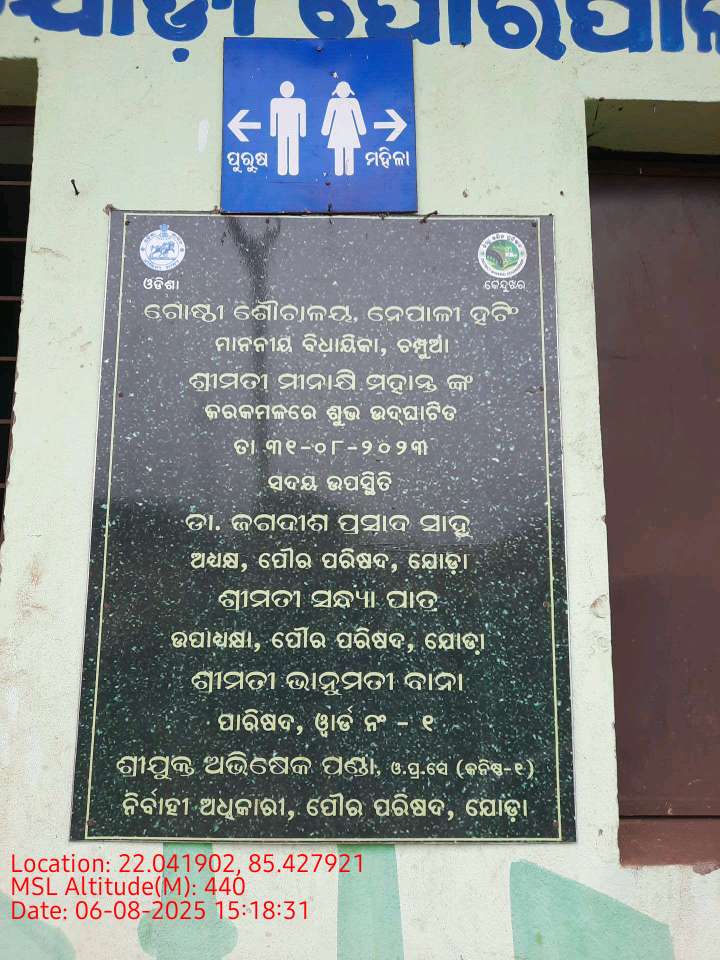 ଯୋଡ଼ା ପୌରପାଳ
ପୁରୁଷ
ମହିଳା
ଓଡିଶା
କେନ୍ଦୁଝର
ଗୋଷ୍ଠୀ ଶୌଚାଳୟ, ନେପାଳୀ ହଟିଂ
ମାନନୀୟ ବିଧାୟିକା, ଚମ୍ପୁଆ
ଶ୍ରୀମତୀ ମୀନାକ୍ଷି ମହାନ୍ତ ଙ୍କ
କରକମଳରେ ଶୁଭ ଉଦ୍‌ଘାଟିତ
ତା ୩୧-୦୮-୨୦୨୩
ସଦୟ ଉପସ୍ଥିତି
ଡା. ଜଗଦୀଶ ପ୍ରସାଦ ସାହୁ
ଅଧ୍ୟକ୍ଷ, ପୌର ପରିଷଦ, ଯୋଡ଼ା
ଶ୍ରୀମତୀ ସନ୍ଧ୍ୟା ପାତ୍ର
ଉପାଧ୍ୟକ୍ଷା, ପୌର ପରିଷଦ, ଯୋଡ଼ା
ଶ୍ରୀମତୀ ଭାନୁମତୀ ବାନା
ପାରିଷଦ, ୱାର୍ଡ ନଂ - ୧
ଶ୍ରୀଯୁକ୍ତ ଅଭିଷେକ ପଣ୍ଡା, ଓ.ପ୍ର.ସେ (କନିଷ୍ଠ-୧)
ନିର୍ବାହୀ ଅଧିକାରୀ, ପୌର ପରିଷଦ, ଯୋଡ଼ା
Location: 22.041902, 85.427921
MSL Altitude(M): 440
Date: 06-08-2025 15:18:31